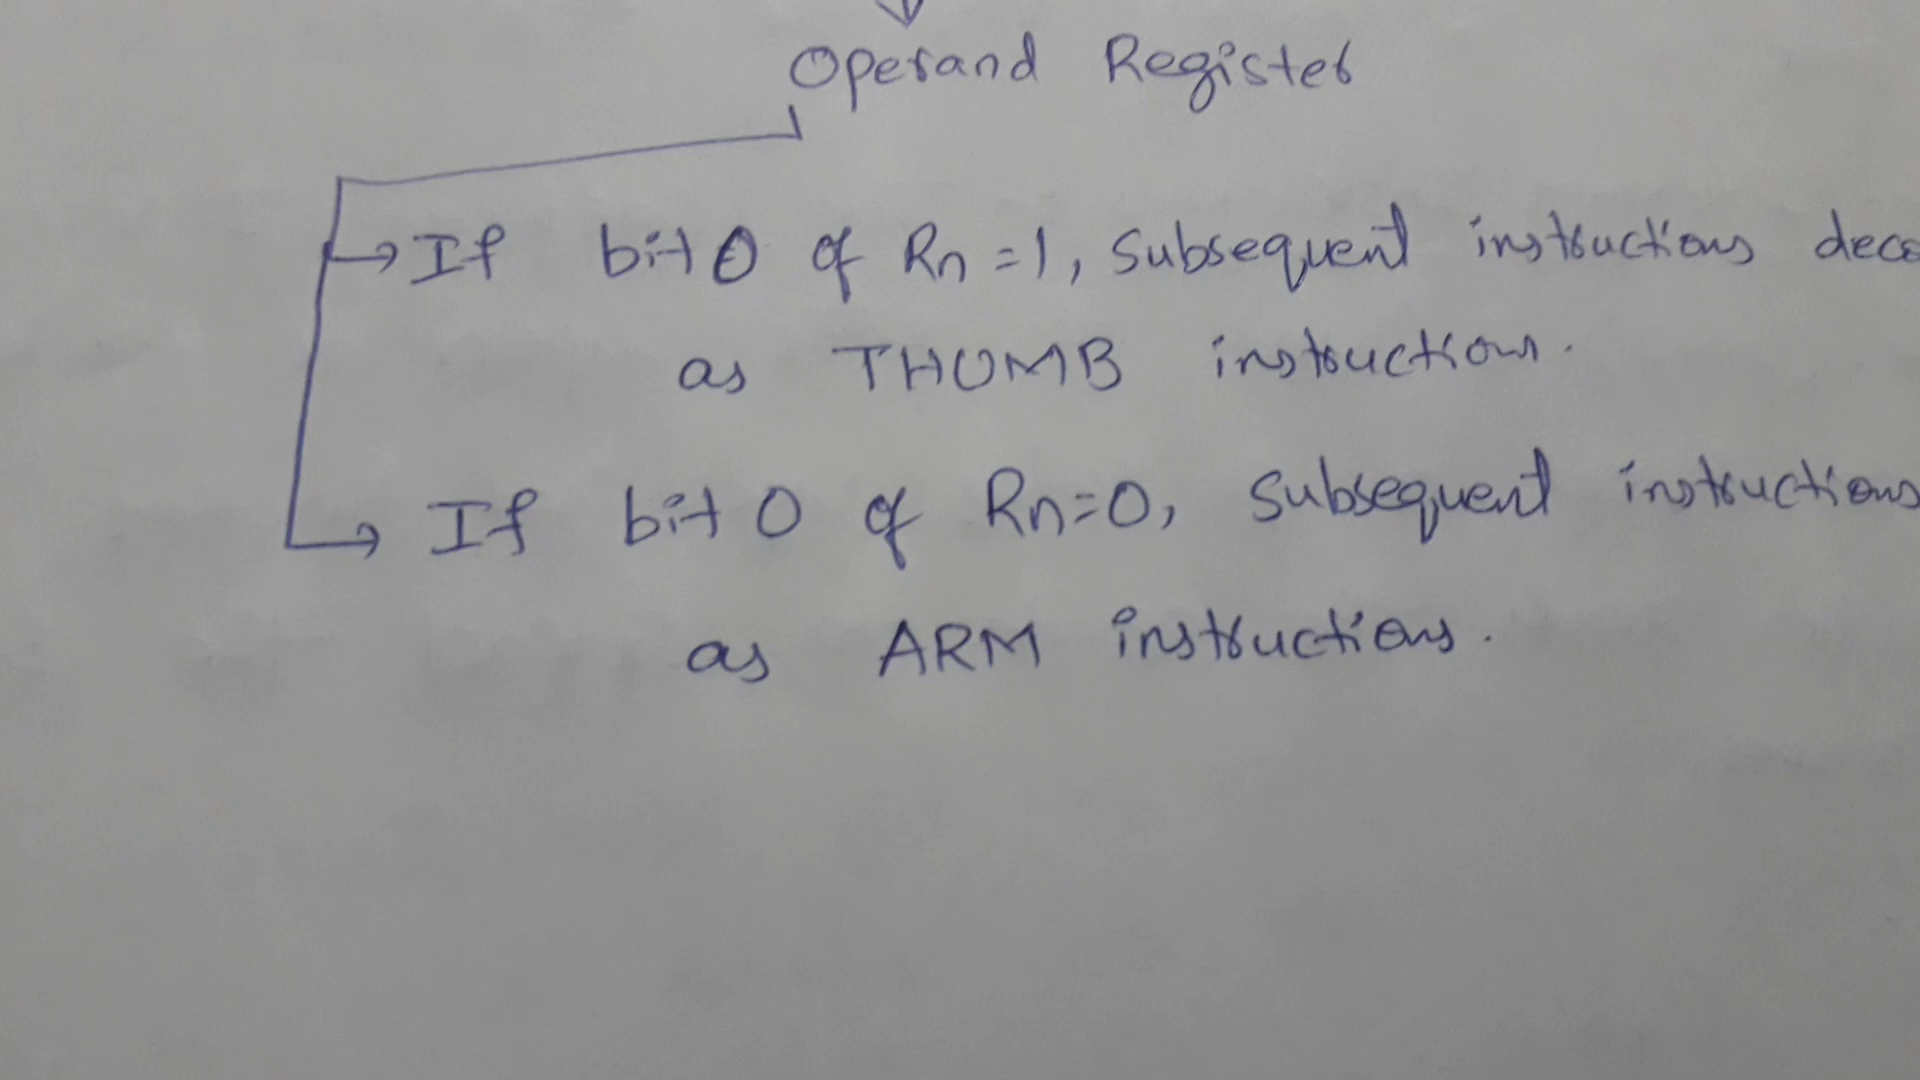 Operand Register
If bit 0 of Rn=1, Subsequent instructions deco
as THUMB instructions.
If bit 0 of Rn=0, Subsequent instructions
as ARM instructions.